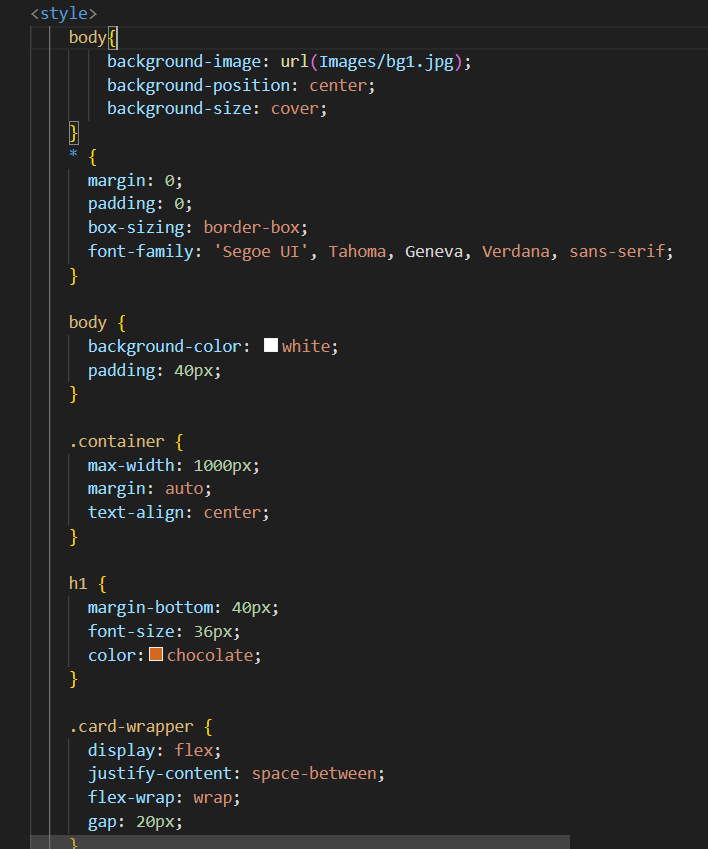 <style>
body{
background-image: url(Images/bg1.jpg);
background-position: center;
background-size: cover;
}
* {
margin: 0;
padding: 0;
box-sizing: border-box;
font-family: 'Segoe UI', Tahoma, Geneva, Verdana, sans-serif;
}
body {
background-color: white;
padding: 40px;
}
.container {
max-width: 1000px;
margin: auto;
text-align: center;
}
h1 {
margin-bottom: 40px;
font-size: 36px;
color: chocolate;
}
.card-wrapper {
display: flex;
justify-content: space-between;
flex-wrap: wrap;
gap: 20px;
}